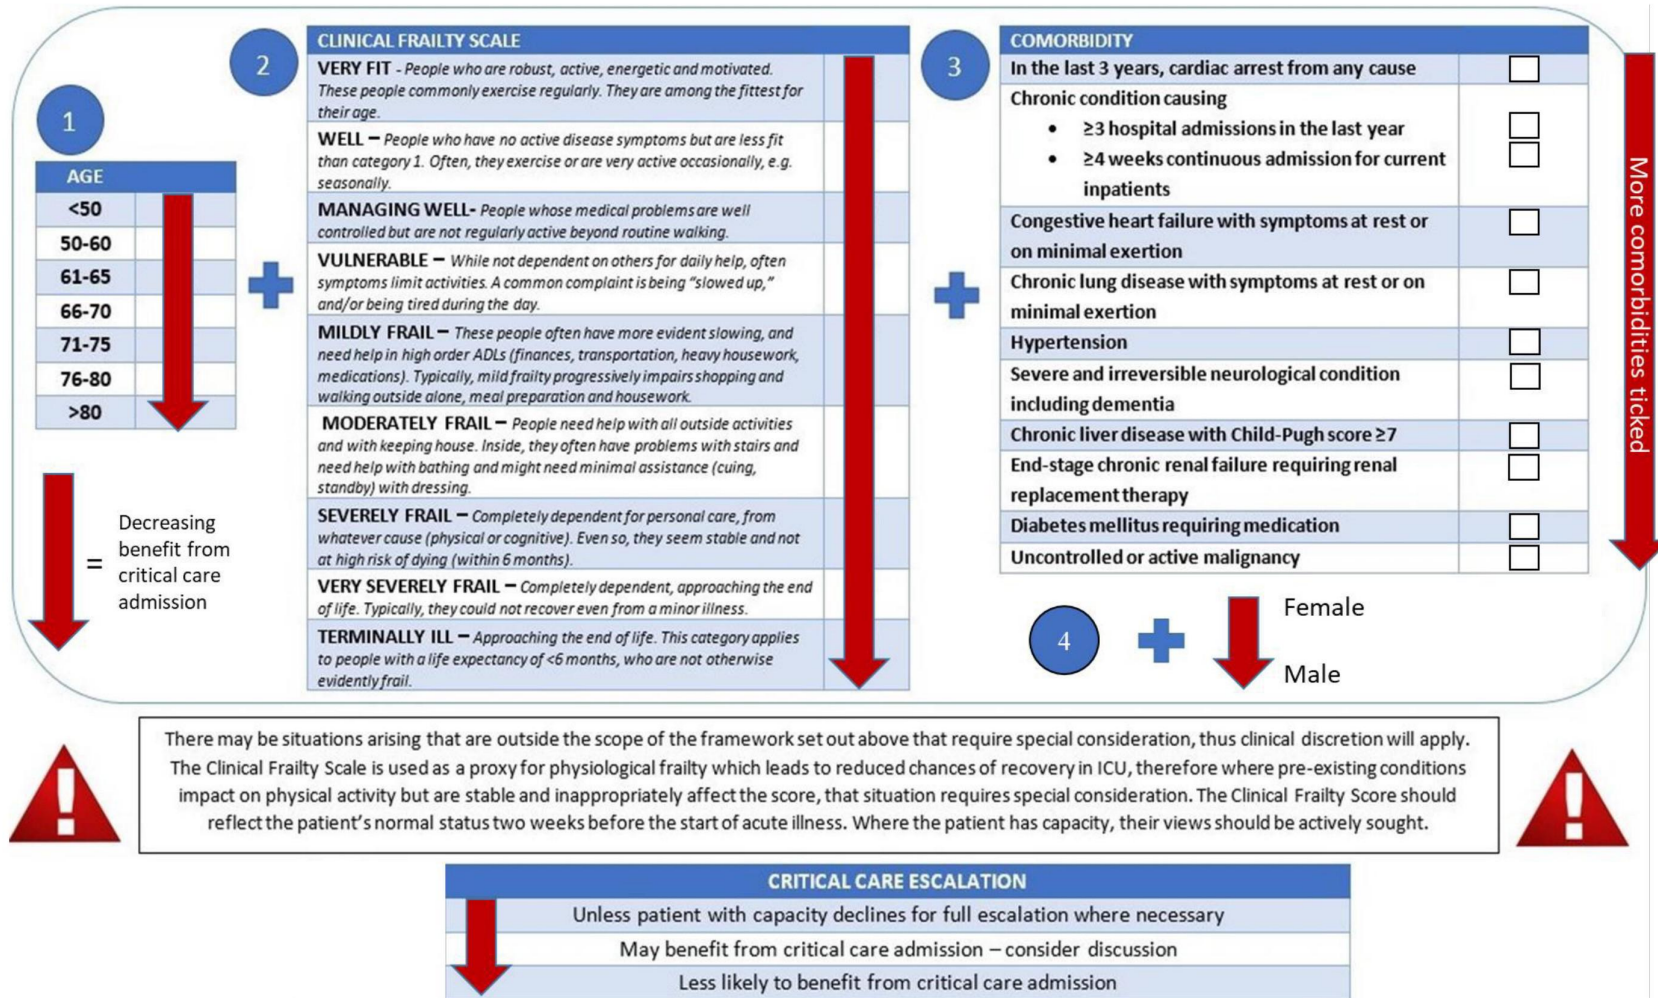 1
AGE
<50
50-60
61-65
66-70
71-75
76-80
>80
=
Decreasing
benefit from
critical care
admission
2
CLINICAL FRAILTY SCALE
VERY FIT - People who are robust, active, energetic and motivated.
These people commonly exercise regularly. They are among the fittest for
their age.
WELL – People who have no active disease symptoms but are less fit
than category 1. Often, they exercise or are very active occasionally, e.g.
seasonally.
MANAGING WELL- People whose medical problems are well
controlled but are not regularly active beyond routine walking.
VULNERABLE – While not dependent on others for daily help, often
symptoms limit activities. A common complaint is being “slowed up,”
and/or being tired during the day.
MILDLY FRAIL – These people often have more evident slowing, and
need help in high order ADLs (finances, transportation, heavy housework,
medications). Typically, mild frailty progressively impairs shopping and
walking outside alone, meal preparation and housework.
MODERATELY FRAIL – People need help with all outside activities
and with keeping house. Inside, they often have problems with stairs and
need help with bathing and might need minimal assistance (cuing,
standby) with dressing.
SEVERELY FRAIL – Completely dependent for personal care, from
whatever cause (physical or cognitive). Even so, they seem stable and not
at high risk of dying (within 6 months).
VERY SEVERELY FRAIL – Completely dependent, approaching the end
of life. Typically, they could not recover even from a minor illness.
TERMINALLY ILL – Approaching the end of life. This category applies
to people with a life expectancy of <6 months, who are not otherwise
evidently frail.
3
COMORBIDITY
In the last 3 years, cardiac arrest from any cause
Chronic condition causing
• ≥3 hospital admissions in the last year
• ≥4 weeks continuous admission for current
inpatients
Congestive heart failure with symptoms at rest or
on minimal exertion
Chronic lung disease with symptoms at rest or on
minimal exertion
Hypertension
Severe and irreversible neurological condition
including dementia
Chronic liver disease with Child-Pugh score ≥7
End-stage chronic renal failure requiring renal
replacement therapy
Diabetes mellitus requiring medication
Uncontrolled or active malignancy
More comorbidities ticked
4
Female
Male
There may be situations arising that are outside the scope of the framework set out above that require special consideration, thus clinical discretion will apply.
The Clinical Frailty Scale is used as a proxy for physiological frailty which leads to reduced chances of recovery in ICU, therefore where pre-existing conditions
impact on physical activity but are stable and inappropriately affect the score, that situation requires special consideration. The Clinical Frailty Score should
reflect the patient’s normal status two weeks before the start of acute illness. Where the patient has capacity, their views should be actively sought.
CRITICAL CARE ESCALATION
Unless patient with capacity declines for full escalation where necessary
May benefit from critical care admission – consider discussion
Less likely to benefit from critical care admission